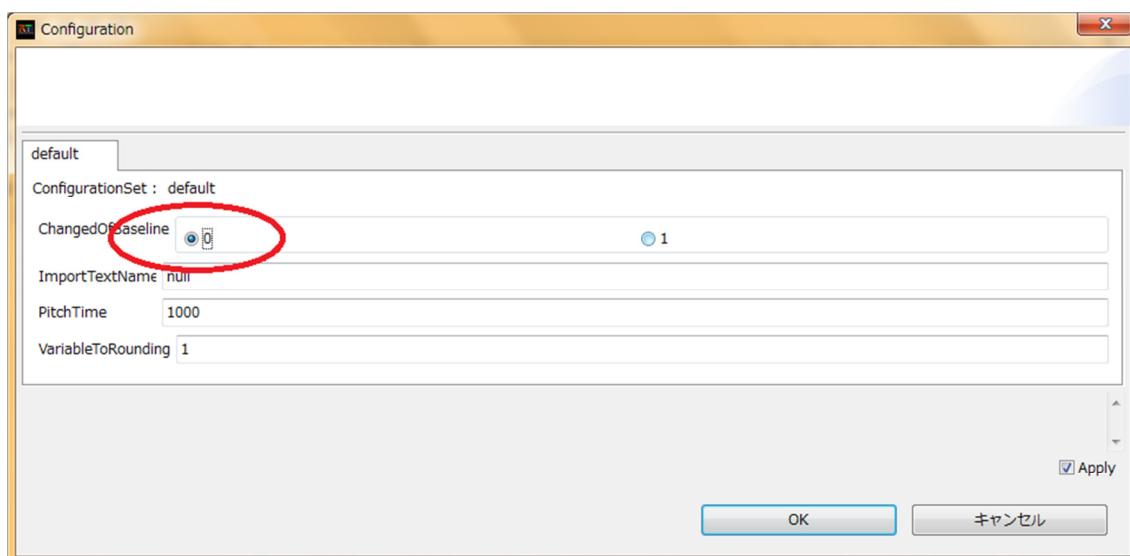 RT Configuration
default
ConfigurationSet : default
ChangedOfBaseline 0 1
ImportTextName null
PitchTime 1000
VariableToRounding 1
Apply
OK キャンセル